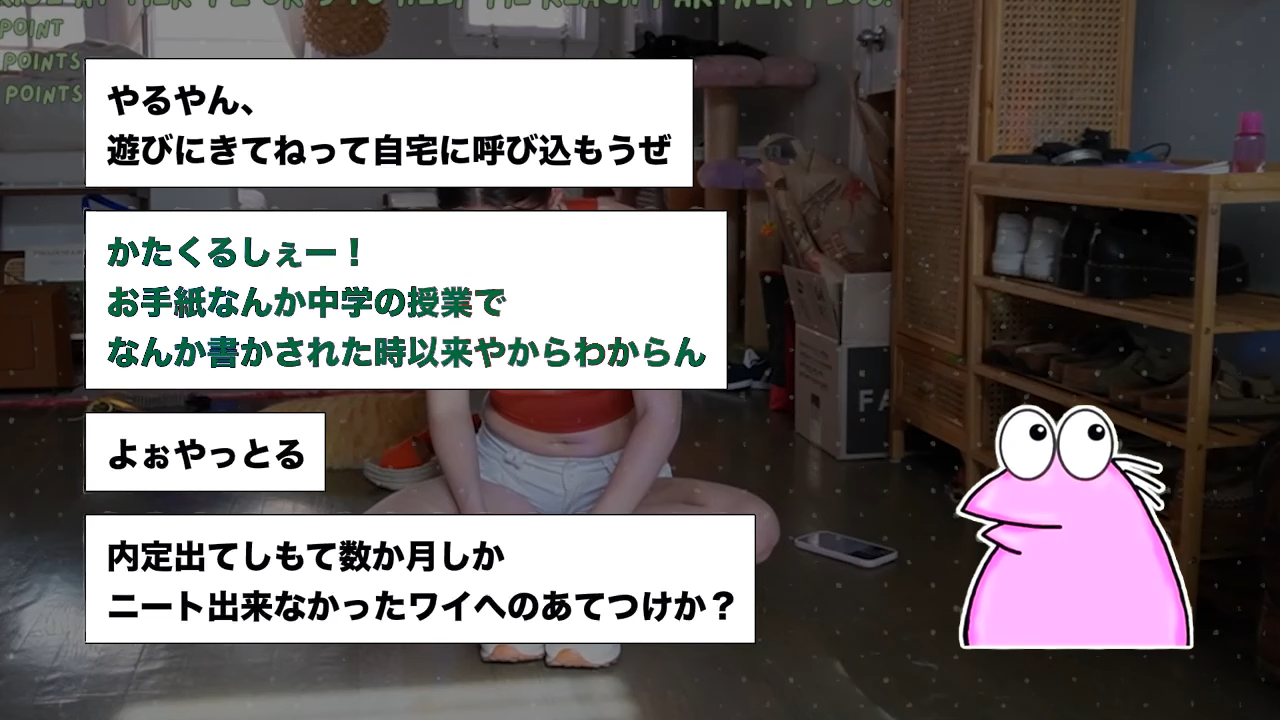 POINT
POINTS
POINTS
やるやん、
遊びにきてねって自宅に呼び込もうぜ
かたくるしぇー！
お手紙なんか中学の授業で
なんか書かされた時以来やからわからん
よぉやっとる
内定出てしもて数か月しか
ニート出来なかったワイへのあてつけか？
FA